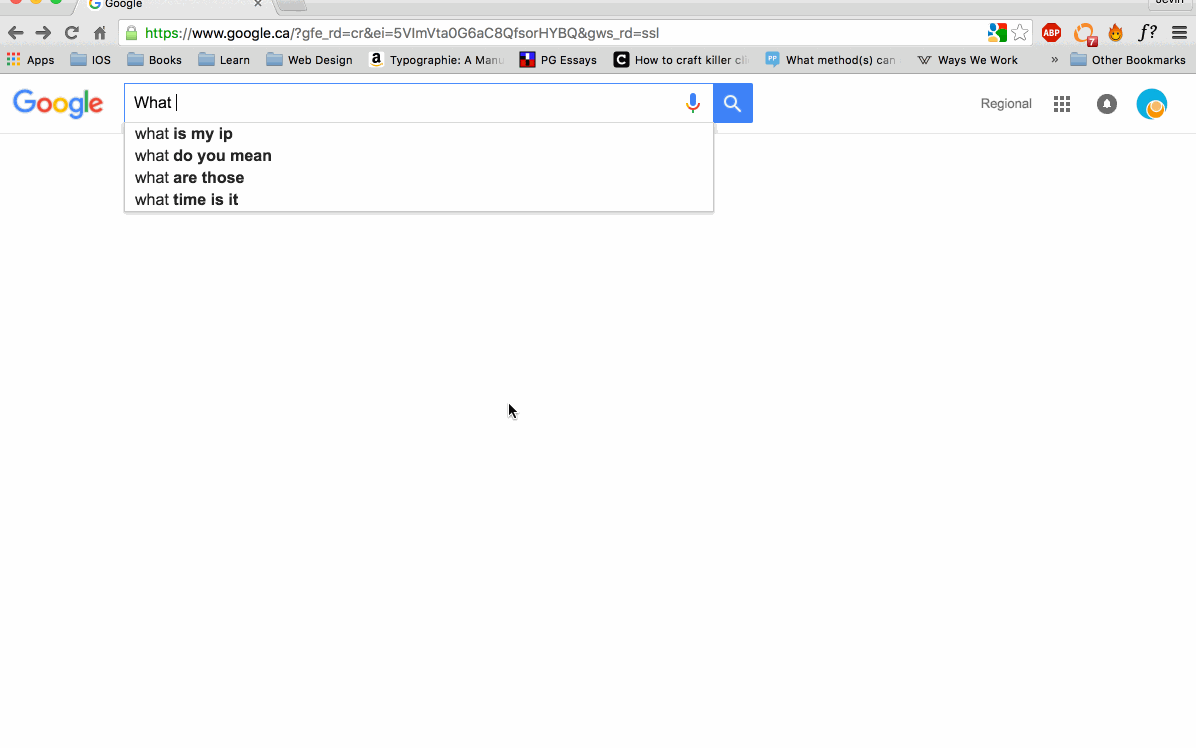 Google
https://www.google.ca/?gfe_rd=cr&ei=5VImVta0G6aC8QfsorHYBQ&gws_rd=ssl
ABP
7
f?
Apps
IOS
Books
Learn
Web Design
a
Typographie: A Manu
PG Essays
C
How to craft killer cli
PP
What method(s) can
Ways We Work
»
Other Bookmarks
Google
What
Regional
what is my ip
what do you mean
what are those
what time is it